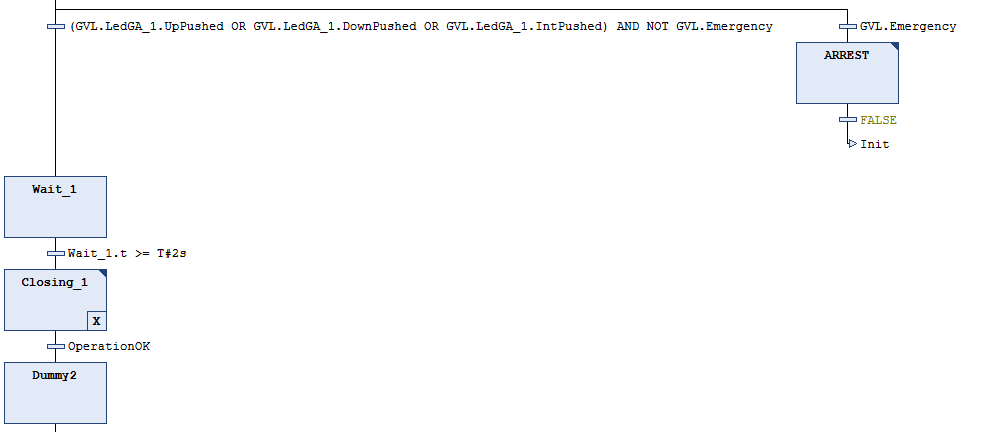 (GVL.LedGA_1.UpPushed OR GVL.LedGA_1.DownPushed OR GVL.LedGA_1.IntPushed) AND NOT GVL.Emergency
GVL.Emergency
ARREST
FALSE
Init
Wait_1
Wait_1.t >= T#2s
Closing_1
X
OperationOK
Dummy2